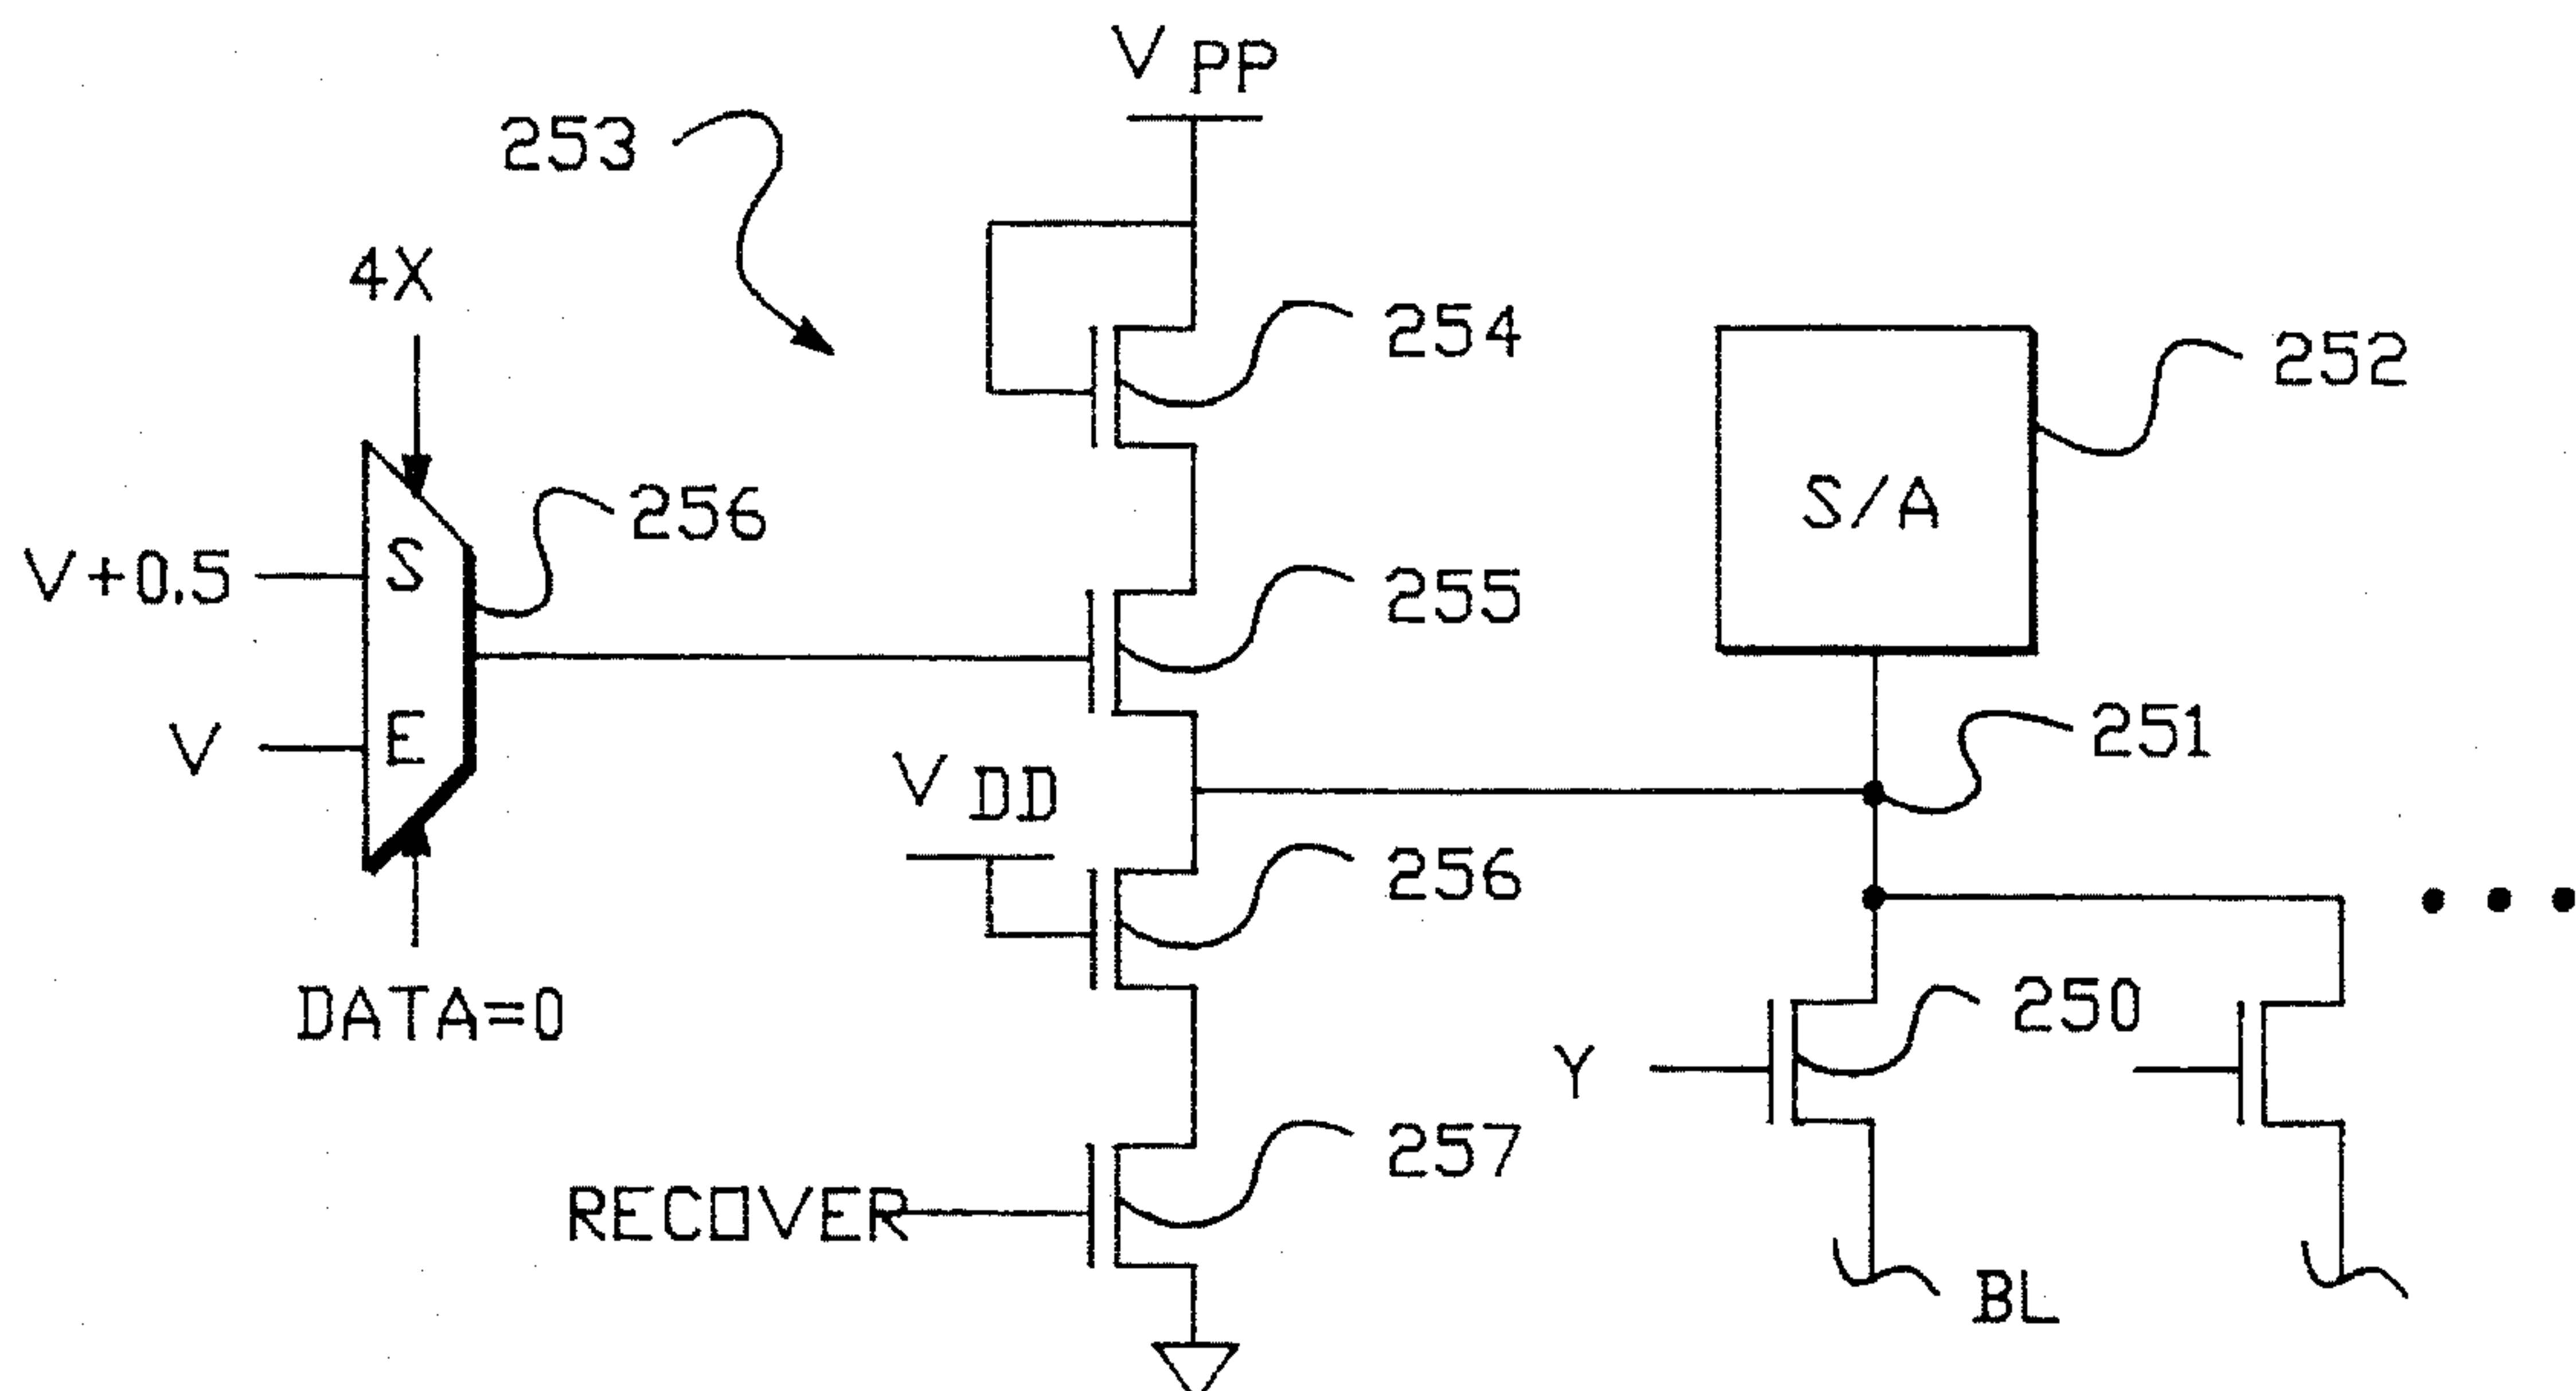 V PP
253
4X
254
252
256
S/A
S
V+0.5
255
E
V
251
V DD
256
DATA=0
250
Y
257
RECOVER
BL